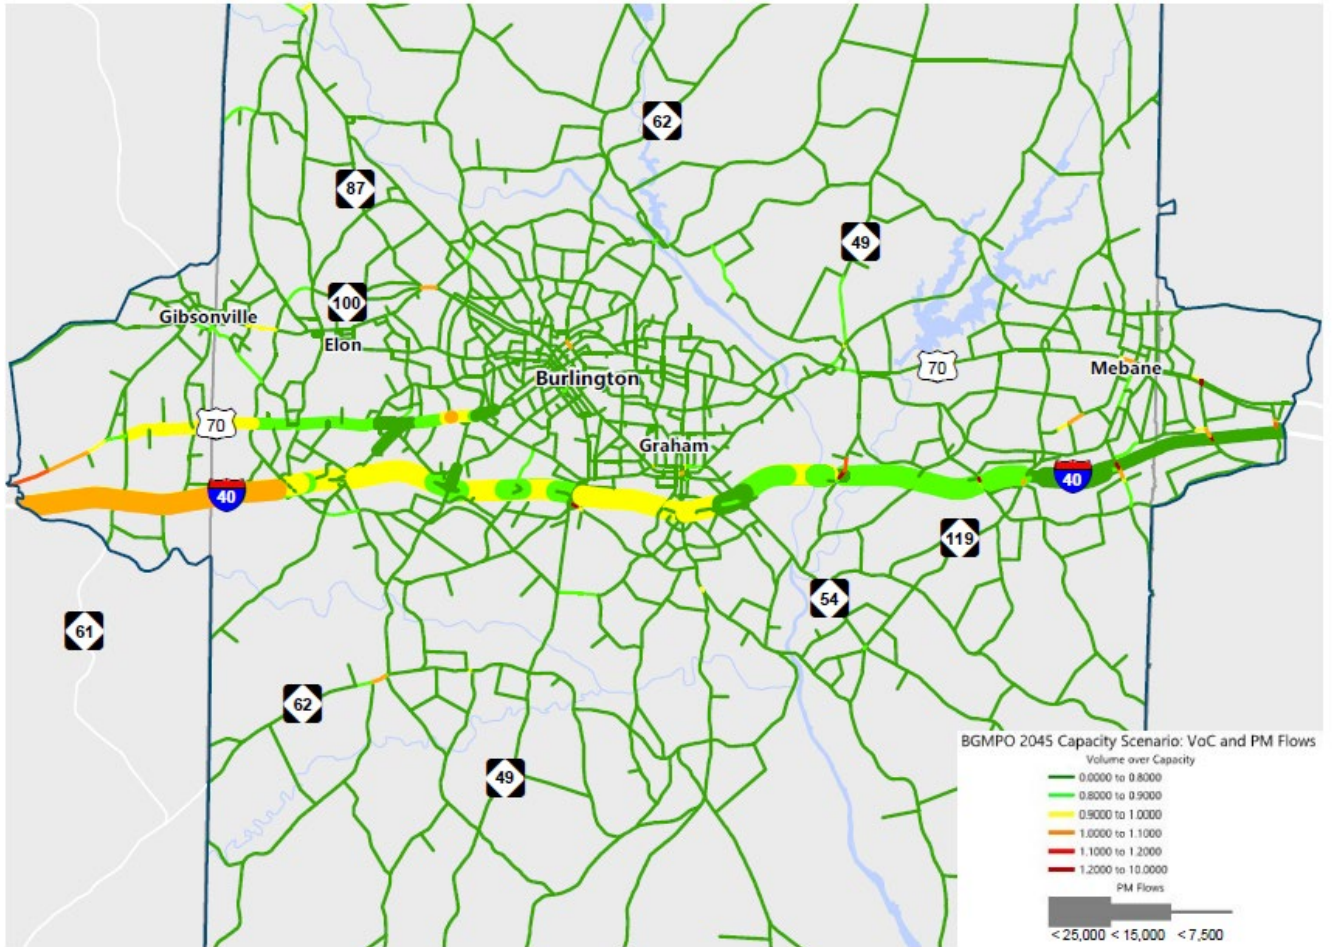 62
87
49
100
Gibsonville
Elon
70
Mebane
Burlington
70
Graham
40
40
119
54
61
62
49
BGMPO 2045 Capacity Scenario: VoC and PM Flows
Volume over Capacity
0.0000 to 0.8000
0.8000 to 0.9000
0.9000 to 1.0000
1.0000 to 1.1000
1.1000 to 1.2000
1.2000 to 10.0000
PM Flows
<25,000 <15,000 <7,500